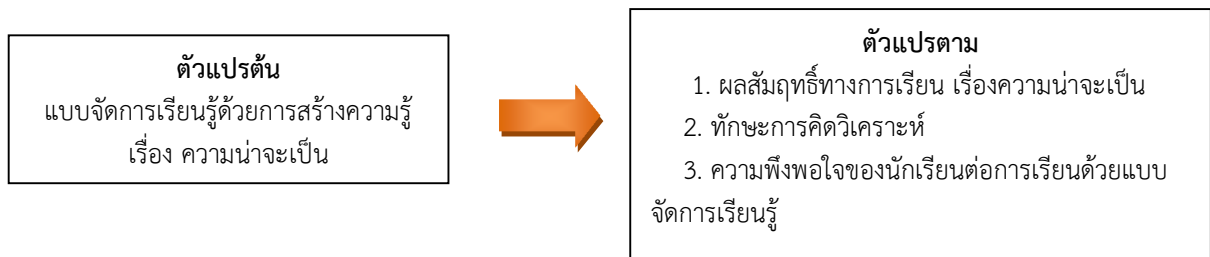 ตัวแปรต้น
แบบจัดการเรียนรู้ด้วยการสร้างความรู้
เรื่อง ความน่าจะเป็น
ตัวแปรตาม
1. ผลสัมฤทธิ์ทางการเรียน เรื่องความน่าจะเป็น
2. ทักษะการคิดวิเคราะห์
3. ความพึงพอใจของนักเรียนต่อการเรียนด้วยแบบ
จัดการเรียนรู้